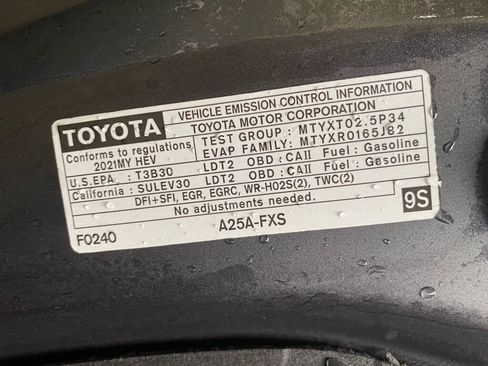 TOYOTA
VEHICLE EMISSION CONTROL INFORMATION
TOYOTA MOTOR CORPORATION
Conforms to regulations
2021MY HEV
TEST GROUP : MTYXT02.5P34
EVAP FAMILY: MTYXR0165J82
U.S.EPA : T3B30 LDT2 OBD : CAII Fuel : Gasoline
California : SULEV30 LDT2 OBD : CAII Fuel : Gasoline
DFI+SFI, EGR, EGRC, WR-HO2S(2), TWC(2)
No adjustments needed.
F0240
A25A-FXS
9S